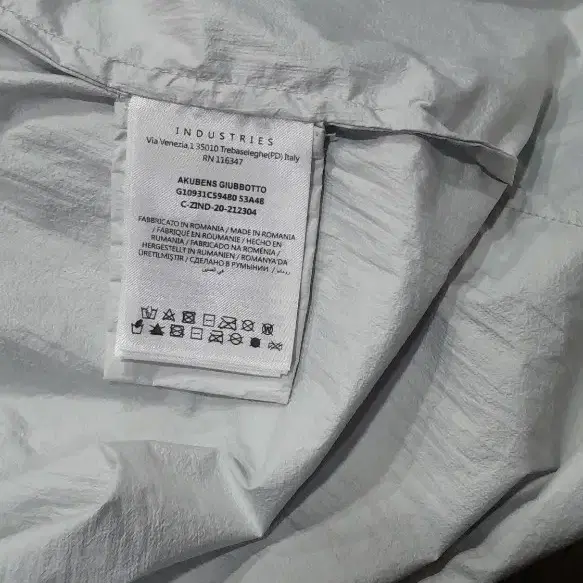 INDUSTRIES
Via Venezia,1 35010 Trebaseleghe(PD) Italy
RN 116347
AKUBENS GIUBBOTTO
G10931C59480 53A48
C-ZIND-20-212304
FABBRICATO IN ROMANIA / MADE IN ROMANIA
/ FABRIQUÉ EN ROUMANIE / HECHO EN
RUMANIA / FABRICADO NA ROMENIA /
HERGESTELLT IN RUMANIEN / ROMANYA'DA
ÜRETILMIŞTIR / СДЕЛАНО В РУМЫНИИ /